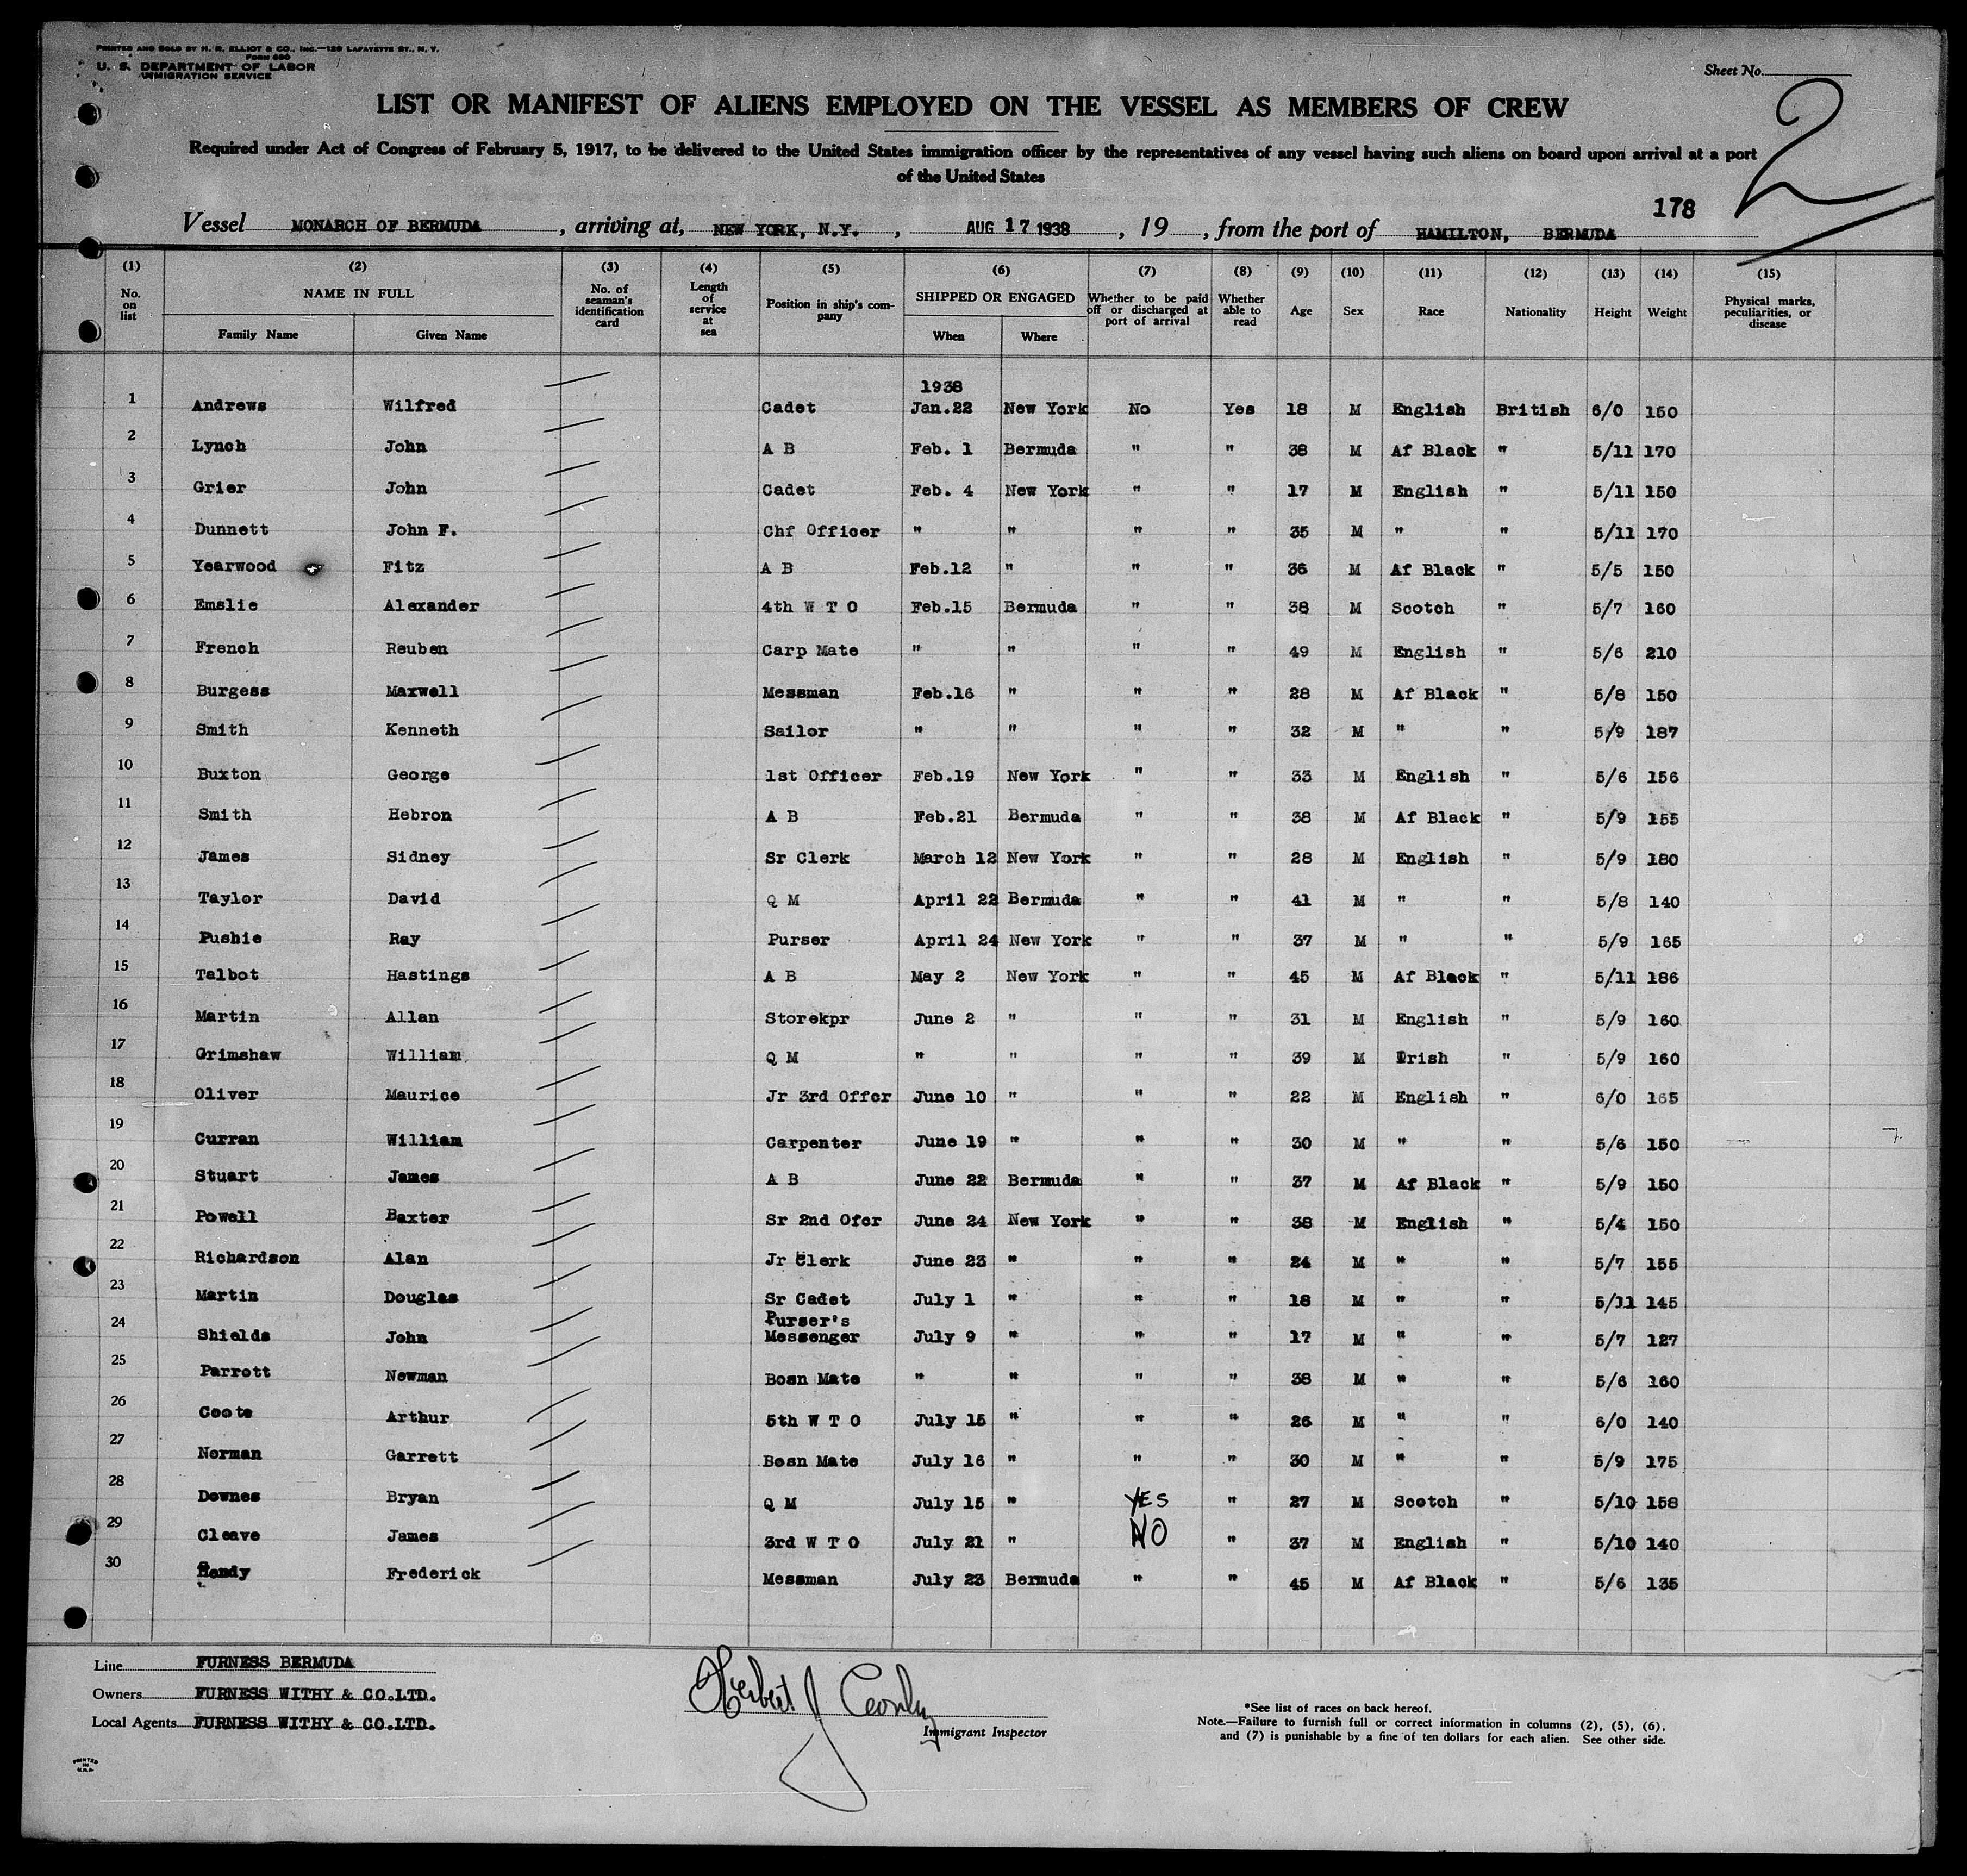 PRINTED AND SOLD BY H. R. ELLIOT & CO., INC.—129 LAFAYETTE ST., N. Y.
Form 680
U. S. DEPARTMENT OF LABOR
IMMIGRATION SERVICE
Sheet No.
2
LIST OR MANIFEST OF ALIENS EMPLOYED ON THE VESSEL AS MEMBERS OF CREW
Required under Act of Congress of February 5, 1917, to be delivered to the United States immigration officer by the representatives of any vessel having such aliens on board upon arrival at a port
of the United States
178
Vessel MONARCH OF BERMUDA, arriving at, NEW YORK, N.Y., AUG 17 1938, 19, from the port of HAMILTON, BERMUDA
(1) (2) (3) (4) (5) (6) (7) (8) (9) (10) (11) (12) (13) (14) (15)
No. on list NAME IN FULL Family Name Given Name No. of seaman's identification card Length of service at sea Position in ship's company SHIPPED OR ENGAGED When Where Whether to be paid off or discharged at port of arrival Whether able to read Age Sex Race Nationality Height Weight Physical marks, peculiarities, or disease
1938
1 Andrews Wilfred Cadet Jan.22 New York No Yes 18 M English British 6/0 150
2 Lynch John A B Feb. 1 Bermuda " " 38 M Af Black " 5/11 170
3 Grier John Cadet Feb. 4 New York " " 17 M English " 5/11 150
4 Dunnett John F. Chf Officer " " " " 35 M " " 5/11 170
5 Yearwood Fitz A B Feb.12 " " " 36 M Af Black " 5/5 150
6 Emslie Alexander 4th W T O Feb.15 Bermuda " " 38 M Scotch " 5/7 160
7 French Reuben Carp Mate " " " " 49 M English " 5/6 210
8 Burgess Maxwell Messman Feb.16 " " " 28 M Af Black " 5/8 150
9 Smith Kenneth Sailor " " " " 32 M " " 5/9 187
10 Buxton George 1st Officer Feb.19 New York " " 33 M English " 5/6 156
11 Smith Hebron A B Feb.21 Bermuda " " 38 M Af Black " 5/9 155
12 James Sidney Sr Clerk March 12 New York " " 28 M English " 5/9 180
13 Taylor David Q M April 22 Bermuda " " 41 M " " 5/8 140
14 Pushie Ray Purser April 24 New York " " 37 M " " 5/9 165
15 Talbot Hastings A B May 2 New York " " 45 M Af Black " 5/11 186
16 Martin Allan Storekpr June 2 " " " 31 M English " 5/9 160
17 Grimshaw William Q M " " " " 39 M Irish " 5/9 160
18 Oliver Maurice Jr 3rd Offcr June 10 " " " 22 M English " 6/0 165
19 Curran William Carpenter June 19 " " " 30 M " " 5/6 150
20 Stuart James A B June 22 Bermuda " " 37 M Af Black " 5/9 150
21 Powell Baxter Sr 2nd Ofcr June 24 New York " " 38 M English " 5/4 150
22 Richardson Alan Jr Clerk June 23 " " " 24 M " " 5/7 155
23 Martin Douglas Sr Cadet July 1 " " " 18 M " " 5/11 145
24 Shields John Purser's Messenger July 9 " " " 17 M " " 5/7 127
25 Parrott Newman Bosn Mate " " " " 38 M " " 5/6 160
26 Coote Arthur 5th W T O July 15 " " " 26 M " " 6/0 140
27 Norman Garrett Bosn Mate July 16 " " " 30 M " " 5/9 175
28 Downes Bryan Q M July 15 " YES " 27 M Scotch " 5/10 158
29 Cleave James 3rd W T O July 21 " NO " 37 M English " 5/10 140
30 Frederick Messman July 23 Bermuda " " 45 M Af Black " 5/6 135
Line FURNESS BERMUDA
Owners FURNESS WITHY & CO.LTD.
Local Agents FURNESS WITHY & CO.LTD.
Herbert J
Immigrant Inspector
*See list of races on back hereof.
Note.—Failure to furnish full or correct information in columns (2), (5), (6),
and (7) is punishable by a fine of ten dollars for each alien. See other side.
PRINTED
IN
U.S.A.